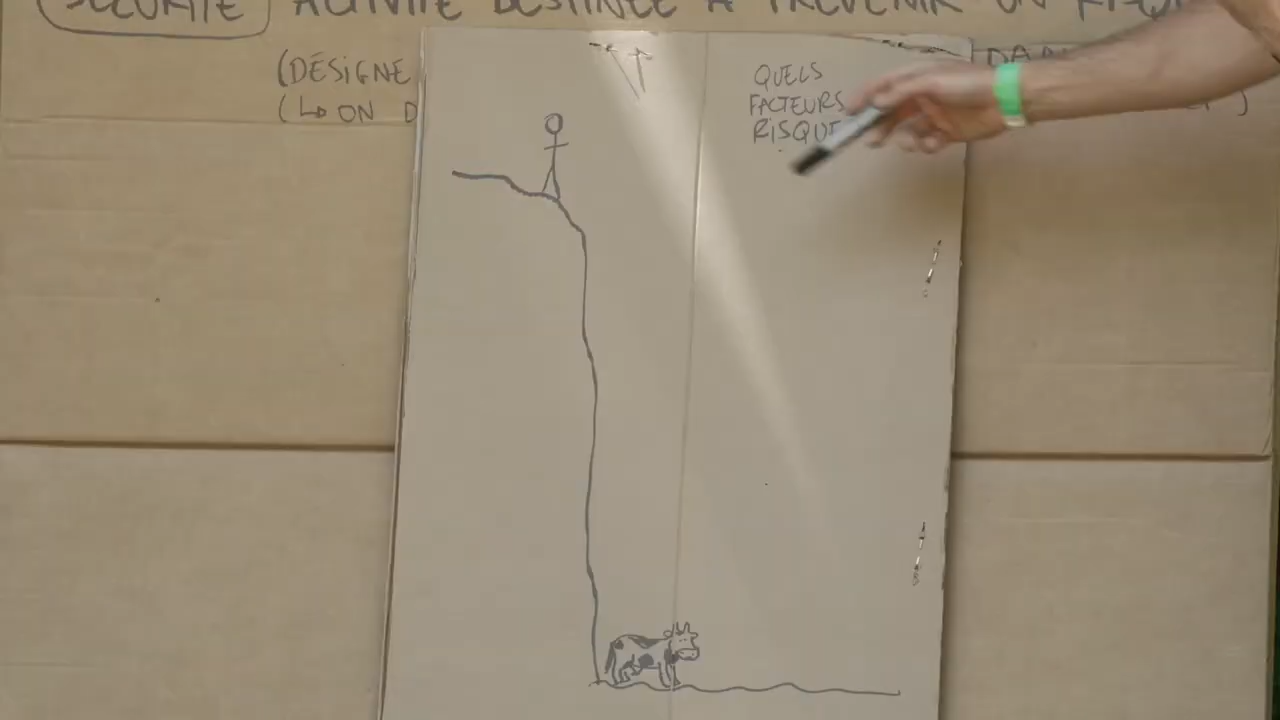 SÉCURITÉ ACTIVITÉ DESTINÉE À PRÉVENIR UN RISQUE
(DÉSIGNE
(↳ ON D
QUELS
FACTEURS
RISQUE